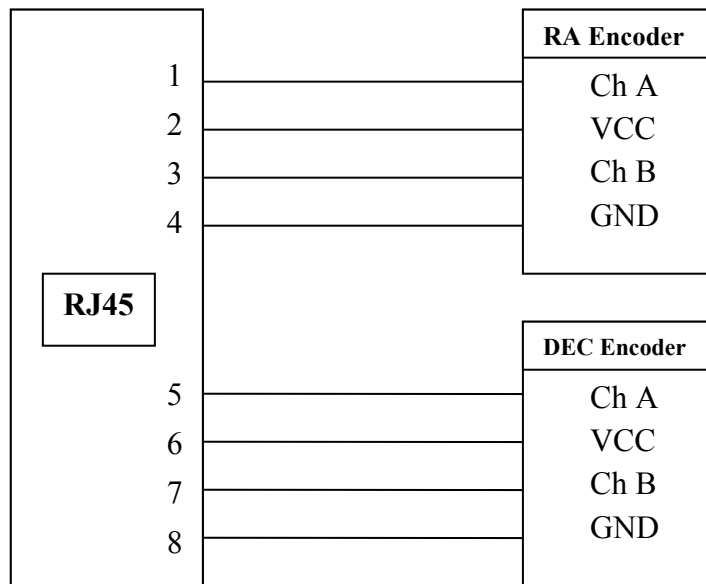 RA Encoder
1 Ch A
2 VCC
3 Ch B
4 GND
RJ45
DEC Encoder
5 Ch A
6 VCC
7 Ch B
8 GND